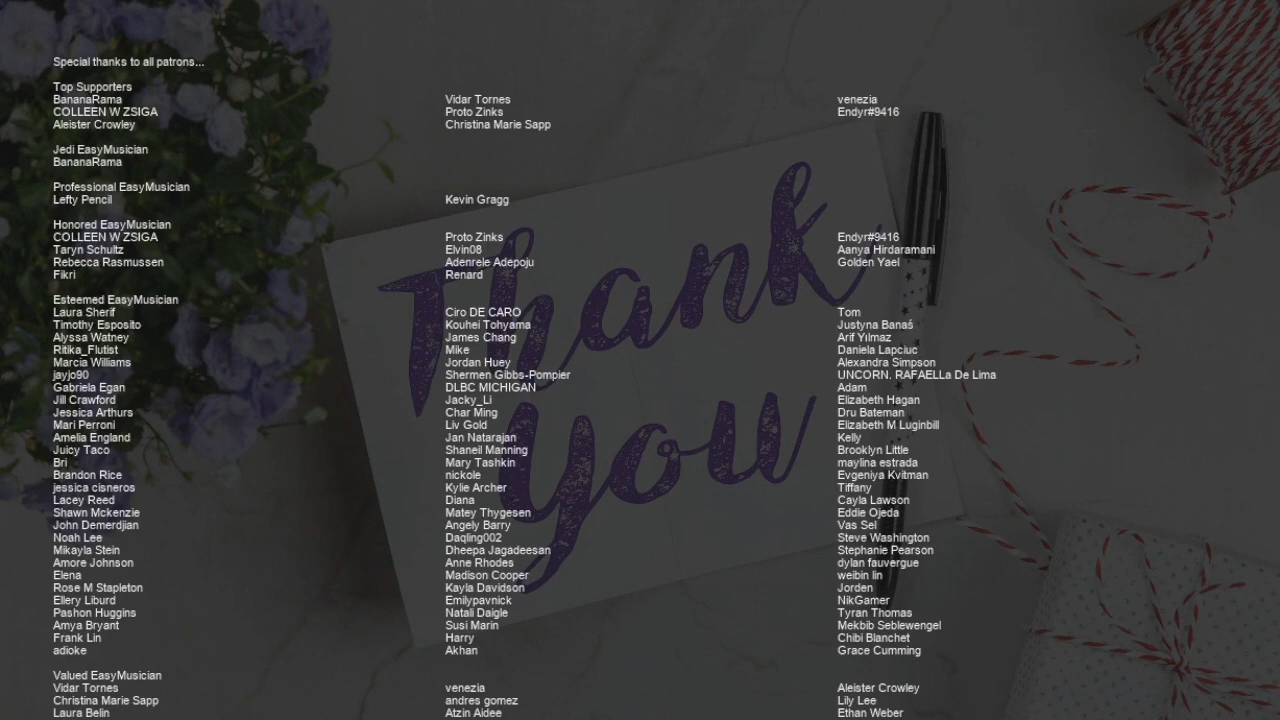 Special thanks to all patrons...
Top Supporters
BananaRama Vidar Tornes venezia
COLLEEN W ZSIGA Proto Zinks Endyr#9416
Aleister Crowley Christina Marie Sapp
Jedi EasyMusician
BananaRama
Professional EasyMusician
Lefty Pencil Kevin Gragg
Honored EasyMusician
COLLEEN W ZSIGA Proto Zinks Endyr#9416
Taryn Schultz Elvin08 Aanya Hirdaramani
Rebecca Rasmussen Adenrele Adepoju Golden Yael
Fikri Renard
Esteemed EasyMusician
Laura Sherif Ciro DE CARO Tom
Timothy Esposito Kouhei Tohyama Justyna Banaś
Alyssa Watney James Chang Arif Yılmaz
Ritika_Flutist Mike Daniela Lapciuc
Marcia Williams Jordan Huey Alexandra Simpson
jayjo90 Shermen Gibbs-Pompier UNCORN. RAFAELLa De Lima
Gabriela Egan DLBC MICHIGAN Adam
Jill Crawford Jacky_Li Elizabeth Hagan
Jessica Arthurs Char Ming Dru Bateman
Mari Perroni Liv Gold Elizabeth M Luginbill
Amelia England Jan Natarajan Kelly
Juicy Taco Shaneil Manning Brooklyn Little
Bri Mary Tashkin maylina estrada
Brandon Rice nickole Evgeniya Kvitman
jessica cisneros Kylie Archer Tiffany
Lacey Reed Diana Cayla Lawson
Shawn Mckenzie Matey Thygesen Eddie Ojeda
John Demerdjian Angely Barry Vas Sel
Noah Lee Daqling002 Steve Washington
Mikayla Stein Dheepa Jagadeesan Stephanie Pearson
Amore Johnson Anne Rhodes dylan fauvergue
Elena Madison Cooper weibin lin
Rose M Stapleton Kayla Davidson Jorden
Ellery Liburd Emilypavnick NikGamer
Pashon Huggins Natali Daigle Tyran Thomas
Amya Bryant Susi Marin Mekbib Seblewengel
Frank Lin Harry Chibi Blanchet
adioke Akhan Grace Cumming
Valued EasyMusician
Vidar Tornes venezia Aleister Crowley
Christina Marie Sapp andres gomez Lily Lee
Laura Belin Atzin Aidee Ethan Weber
Thank
you